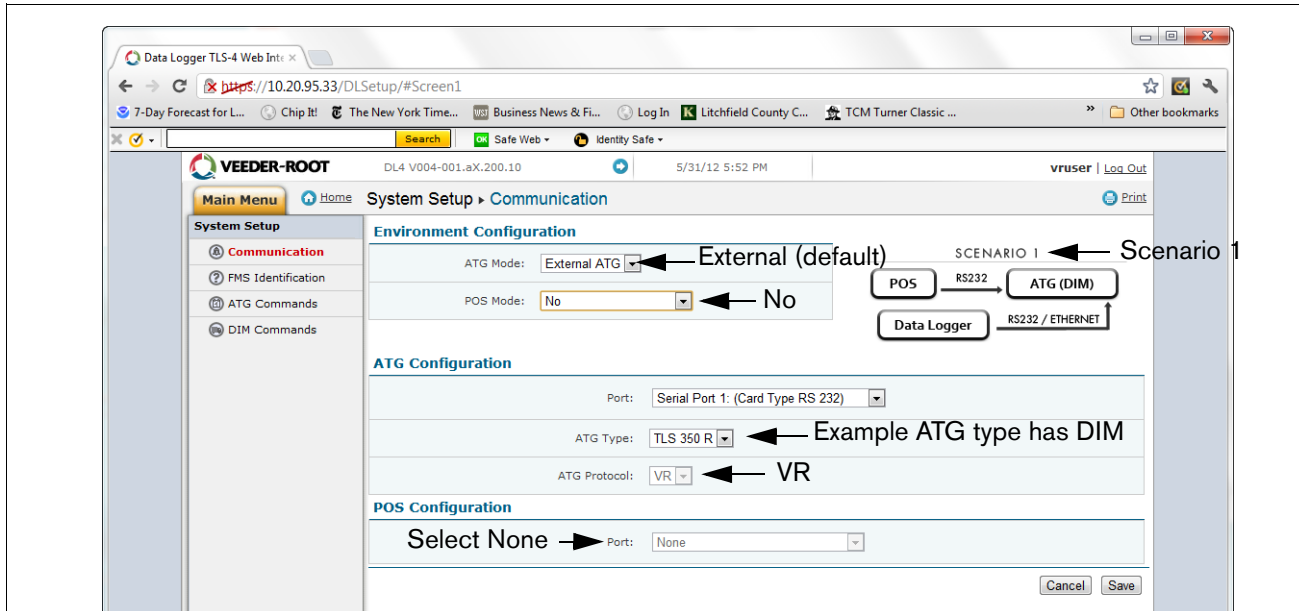 Data Logger TLS-4 Web Inte
https://10.20.95.33/DLSetup/#Screen1
7-Day Forecast for L... Chip It! The New York Time... Business News & Fi... Log In Litchfield County C... TCM Turner Classic ... » Other bookmarks
Search Safe Web Identity Safe
VEEDER-ROOT DL4 V004-001.aX.200.10 5/31/12 5:52 PM vruser | Log Out
Main Menu Home System Setup Communication Print
System Setup
Communication
FMS Identification
ATG Commands
DIM Commands
Environment Configuration
ATG Mode: External ATG External (default)
POS Mode: No No
SCENARIO 1 Scenario 1
POS RS232 ATG (DIM)
Data Logger RS232 / ETHERNET
ATG Configuration
Port: Serial Port 1: (Card Type RS 232)
ATG Type: TLS 350 R Example ATG type has DIM
ATG Protocol: VR VR
POS Configuration
Select None Port: None
Cancel Save